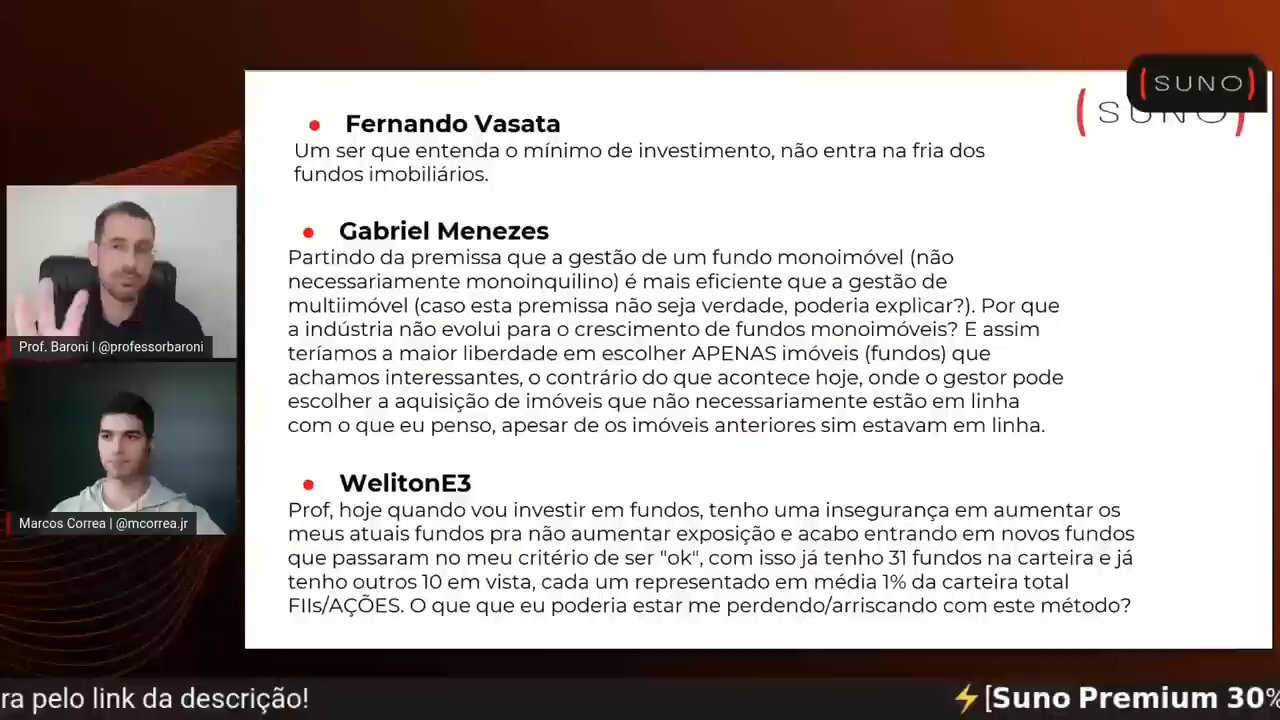 (SUNO)
(SUNO)
Fernando Vasata
Um ser que entenda o mínimo de investimento, não entra na fria dos
fundos imobiliários.
Gabriel Menezes
Partindo da premissa que a gestão de um fundo monoimóvel (não
necessariamente monoinquilino) é mais eficiente que a gestão de
multiimóvel (caso esta premissa não seja verdade, poderia explicar?). Por que
a indústria não evolui para o crescimento de fundos monoimóveis? E assim
teríamos a maior liberdade em escolher APENAS imóveis (fundos) que
achamos interessantes, o contrário do que acontece hoje, onde o gestor pode
escolher a aquisição de imóveis que não necessariamente estão em linha
com o que eu penso, apesar de os imóveis anteriores sim estavam em linha.
WelitonE3
Prof, hoje quando vou investir em fundos, tenho uma insegurança em aumentar os
meus atuais fundos pra não aumentar exposição e acabo entrando em novos fundos
que passaram no meu critério de ser "ok", com isso já tenho 31 fundos na carteira e já
tenho outros 10 em vista, cada um representado em média 1% da carteira total
FIIs/AÇÕES. O que que eu poderia estar me perdendo/arriscando com este método?
Prof. Baroni | @professorbaroni
Marcos Correa | @mcorrea.jr
ra pelo link da descrição! ⚡[Suno Premium 30%